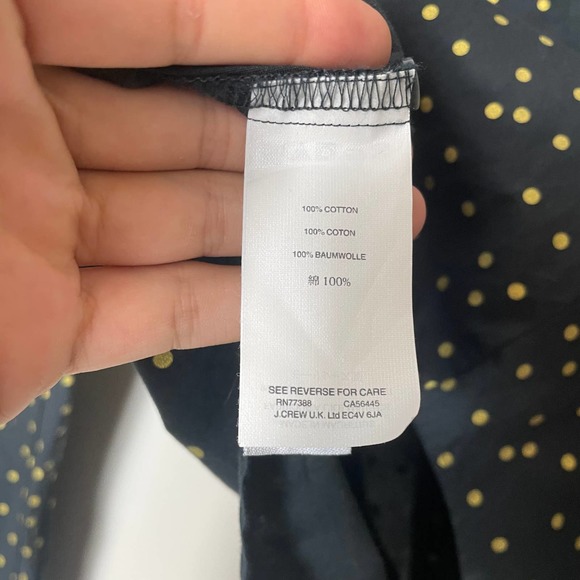 100% COTTON
100% COTON
100% BAUMWOLLE
綿 100%
SEE REVERSE FOR CARE
RN77388 CA56445
J.CREW U.K. Ltd EC4V 6JA